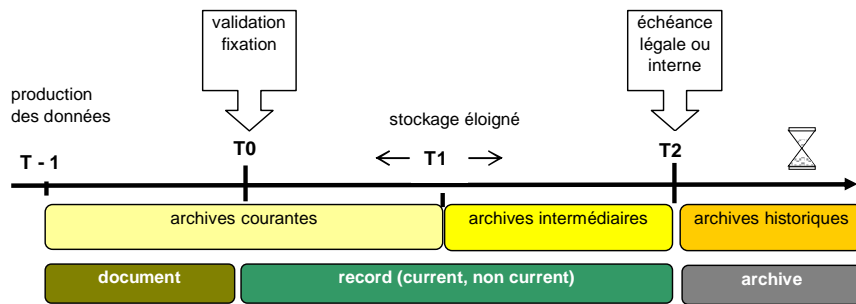 validation
fixation
échéance
légale ou
interne
production
des données
stockage éloigné
T - 1
T0
T1
T2
archives courantes
archives intermédiaires
archives historiques
document
record (current, non current)
archive